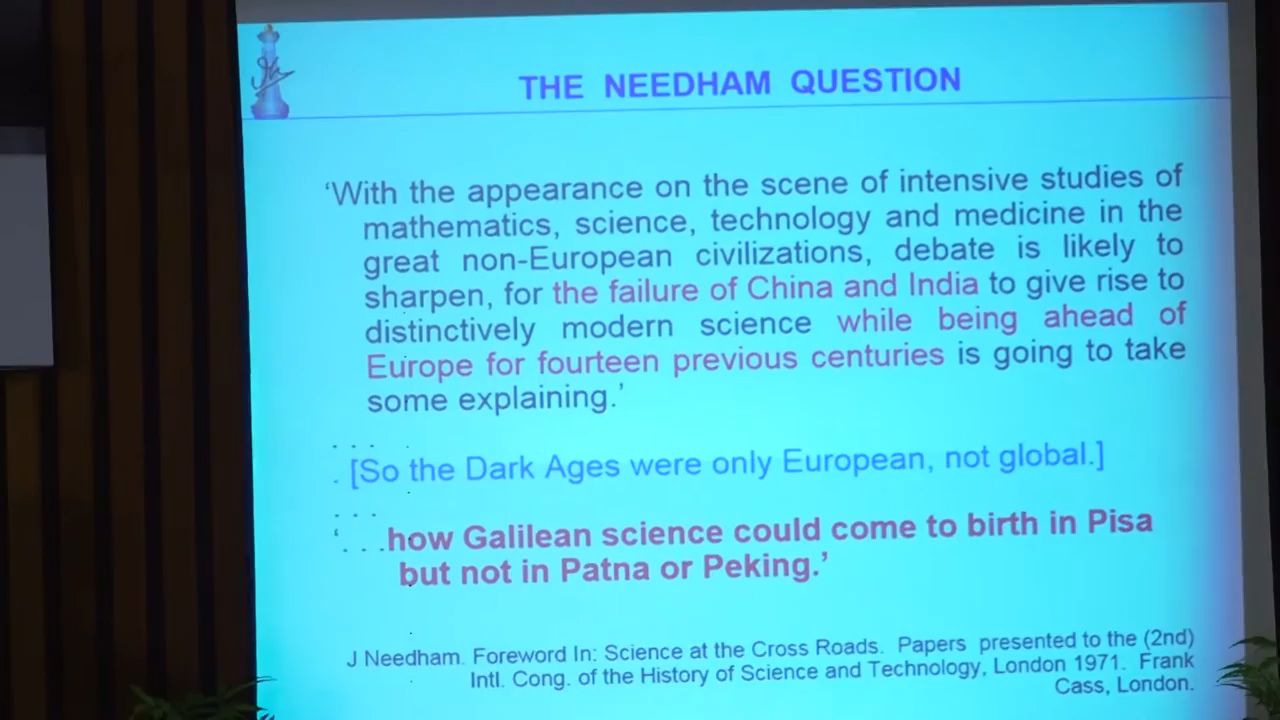 THE NEEDHAM QUESTION
‘With the appearance on the scene of intensive studies of
mathematics, science, technology and medicine in the
great non-European civilizations, debate is likely to
sharpen, for the failure of China and India to give rise to
distinctively modern science while being ahead of
Europe for fourteen previous centuries is going to take
some explaining.’
. . .
. [So the Dark Ages were only European, not global.]
. . .
‘. . .how Galilean science could come to birth in Pisa
but not in Patna or Peking.’
J Needham. Foreword In: Science at the Cross Roads. Papers presented to the (2nd)
Intl. Cong. of the History of Science and Technology, London 1971. Frank
Cass, London.